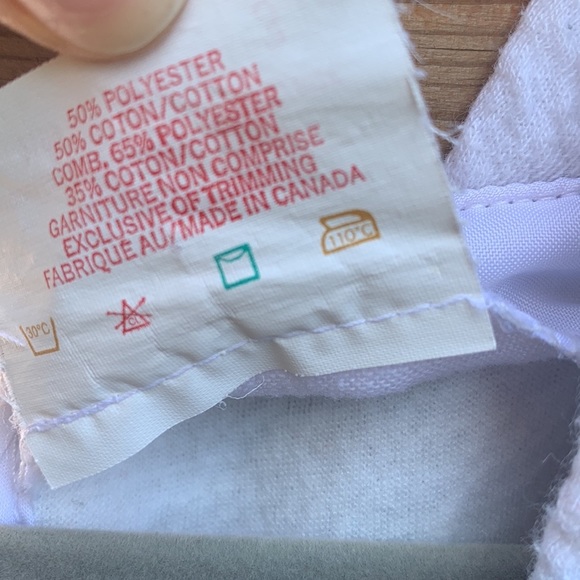 50% POLYESTER
50% COTON/COTTON
COMB. 65% POLYESTER
35% COTON/COTTON
GARNITURE NON COMPRISE
EXCLUSIVE OF TRIMMING
FABRIQUÉ AU/MADE IN CANADA
30°C CL 110°C